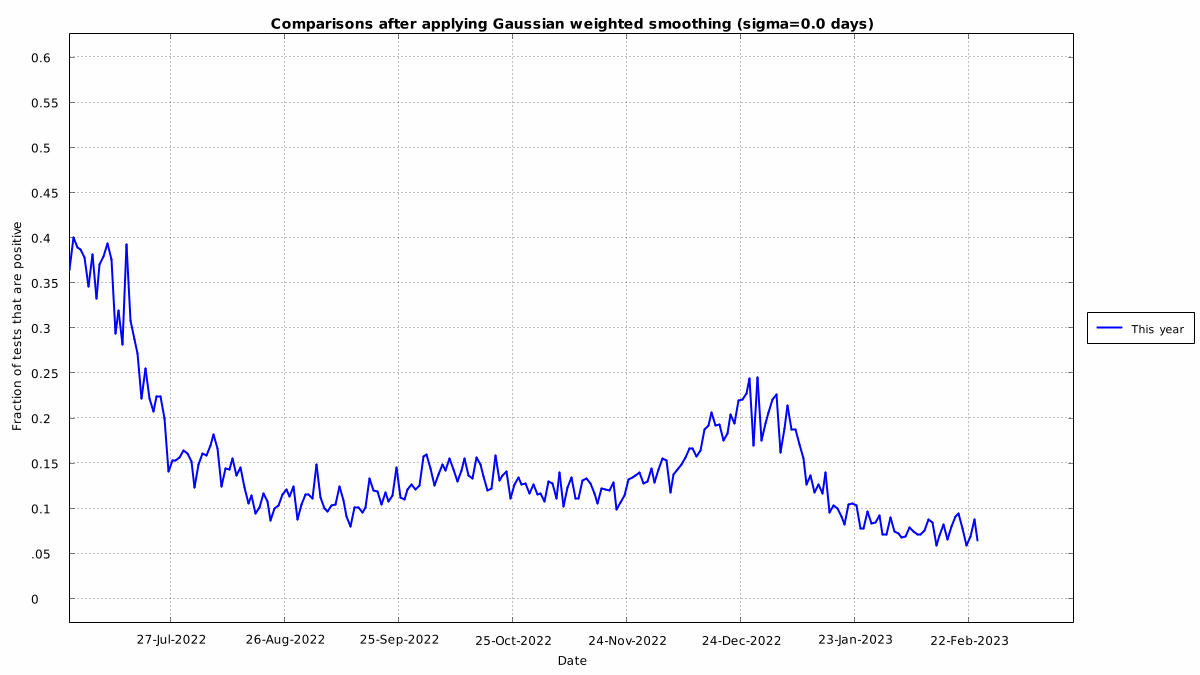 Comparisons after applying Gaussian weighted smoothing (sigma=0.0 days)
0.6
0.55
0.5
0.45
0.4
0.35
0.3
0.25
0.2
0.15
0.1
.05
0
Fraction of tests that are positive
This year
27-Jul-2022 26-Aug-2022 25-Sep-2022 25-Oct-2022 24-Nov-2022 24-Dec-2022 23-Jan-2023 22-Feb-2023
Date